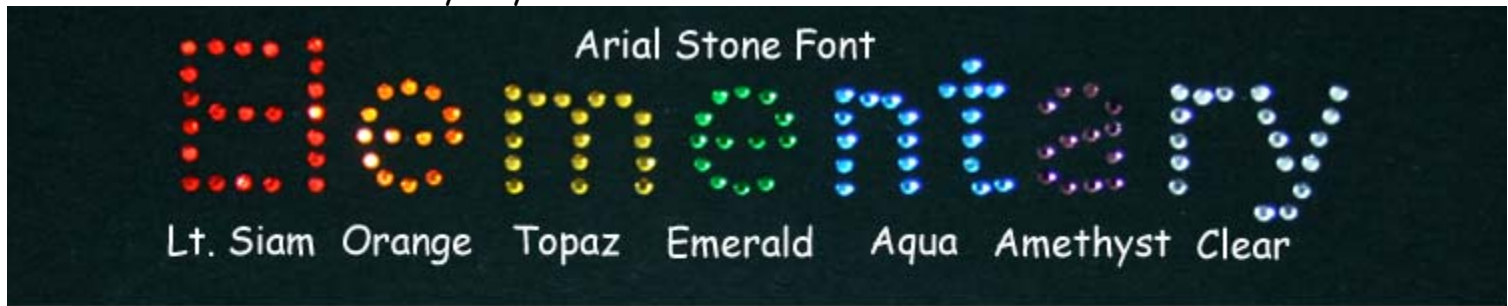 Arial Stone Font
Elementary
Lt. Siam Orange Topaz Emerald Aqua Amethyst Clear